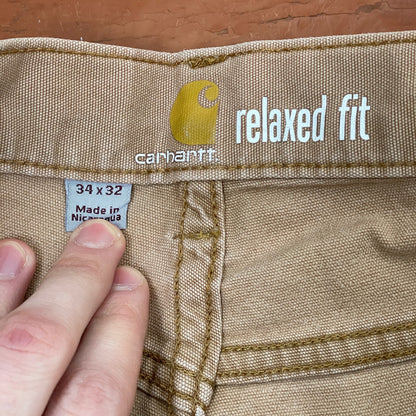 carhartt.
relaxed fit
34 x 32
Made in
Nicaragua